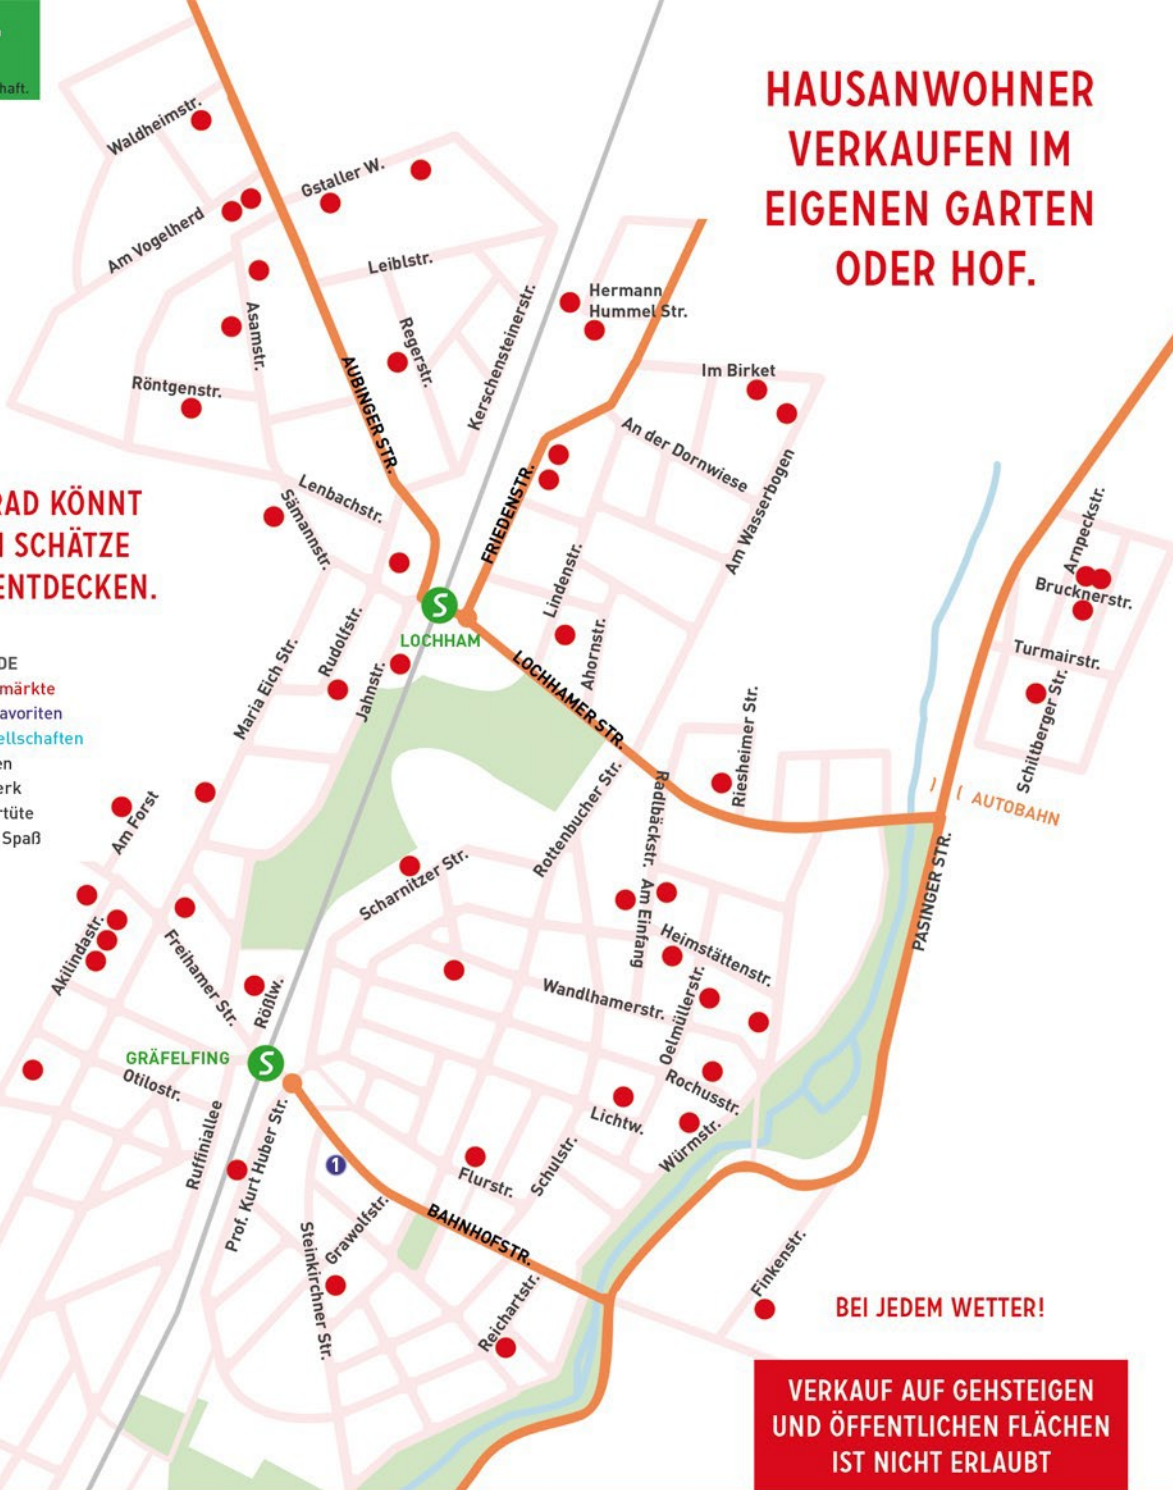 haft.
HAUSANWOHNER
VERKAUFEN IM
EIGENEN GARTEN
ODER HOF.
Waldheimstr.
Gstaller W.
Am Vogelherd
Leiblstr.
Hermann
Hummel Str.
Asamstr.
Regerstr.
Kerschensteinerstr.
Röntgenstr.
AUBINGER STR.
Im Birket
An der Dornwiese
Am Wasserbogen
FRIEDENSTR.
RAD KÖNNT
SCHÄTZE
ENTDECKEN.
Lenbachstr.
Sämannstr.
Lindenstr.
Arnpeckstr.
Brucknerstr.
S
LOCHHAM
Turmairstr.
Schiltberger Str.
Ahornstr.
LOCHHAMER STR.
Rudolfstr.
Jahnstr.
Maria Eich Str.
DE
märkte
avoriten
ellschaften
en
erk
rtüte
Spaß
Riesheimer Str.
Radlbäckstr.
Rottenbucher Str.
AUTOBAHN
PASINGER STR.
Am Forst
Scharnitzer Str.
Am Einfang
Heimstättenstr.
Akilindastr.
Freihamer Str.
Rößlw.
Wandlhamerstr.
Oelmüllerstr.
GRÄFELFING
S
Otilostr.
Rochusstr.
Lichtw.
Würmstr.
Ruffiniallee
Prof. Kurt Huber Str.
1
Flurstr.
Schulstr.
Grawolfstr.
BAHNHOFSTR.
Steinkirchner Str.
Reichartstr.
Finkenstr.
BEI JEDEM WETTER!
VERKAUF AUF GEHSTEIGEN
UND ÖFFENTLICHEN FLÄCHEN
IST NICHT ERLAUBT